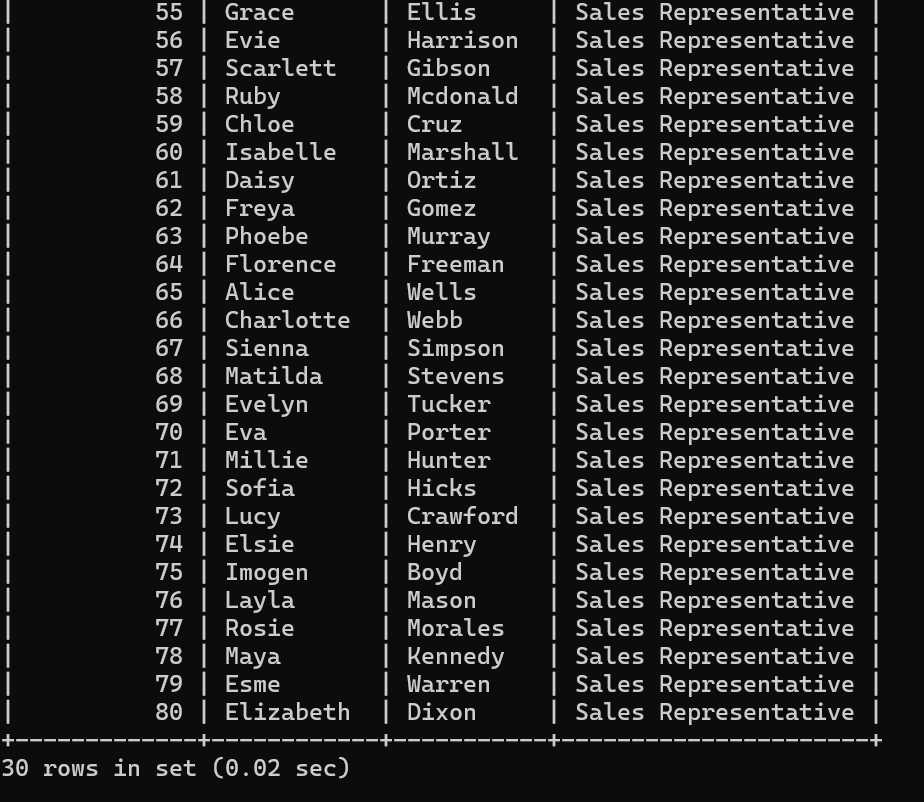 |           55 | Grace      | Ellis     | Sales Representative |
|           56 | Evie       | Harrison  | Sales Representative |
|           57 | Scarlett   | Gibson    | Sales Representative |
|           58 | Ruby       | Mcdonald  | Sales Representative |
|           59 | Chloe      | Cruz      | Sales Representative |
|           60 | Isabelle   | Marshall  | Sales Representative |
|           61 | Daisy      | Ortiz     | Sales Representative |
|           62 | Freya      | Gomez     | Sales Representative |
|           63 | Phoebe     | Murray    | Sales Representative |
|           64 | Florence   | Freeman   | Sales Representative |
|           65 | Alice      | Wells     | Sales Representative |
|           66 | Charlotte  | Webb      | Sales Representative |
|           67 | Sienna     | Simpson   | Sales Representative |
|           68 | Matilda    | Stevens   | Sales Representative |
|           69 | Evelyn     | Tucker    | Sales Representative |
|           70 | Eva        | Porter    | Sales Representative |
|           71 | Millie     | Hunter    | Sales Representative |
|           72 | Sofia      | Hicks     | Sales Representative |
|           73 | Lucy       | Crawford  | Sales Representative |
|           74 | Elsie      | Henry     | Sales Representative |
|           75 | Imogen     | Boyd      | Sales Representative |
|           76 | Layla      | Mason     | Sales Representative |
|           77 | Rosie      | Morales   | Sales Representative |
|           78 | Maya       | Kennedy   | Sales Representative |
|           79 | Esme       | Warren    | Sales Representative |
|           80 | Elizabeth  | Dixon     | Sales Representative |
+-------------+------------+-----------+----------------------+
30 rows in set (0.02 sec)